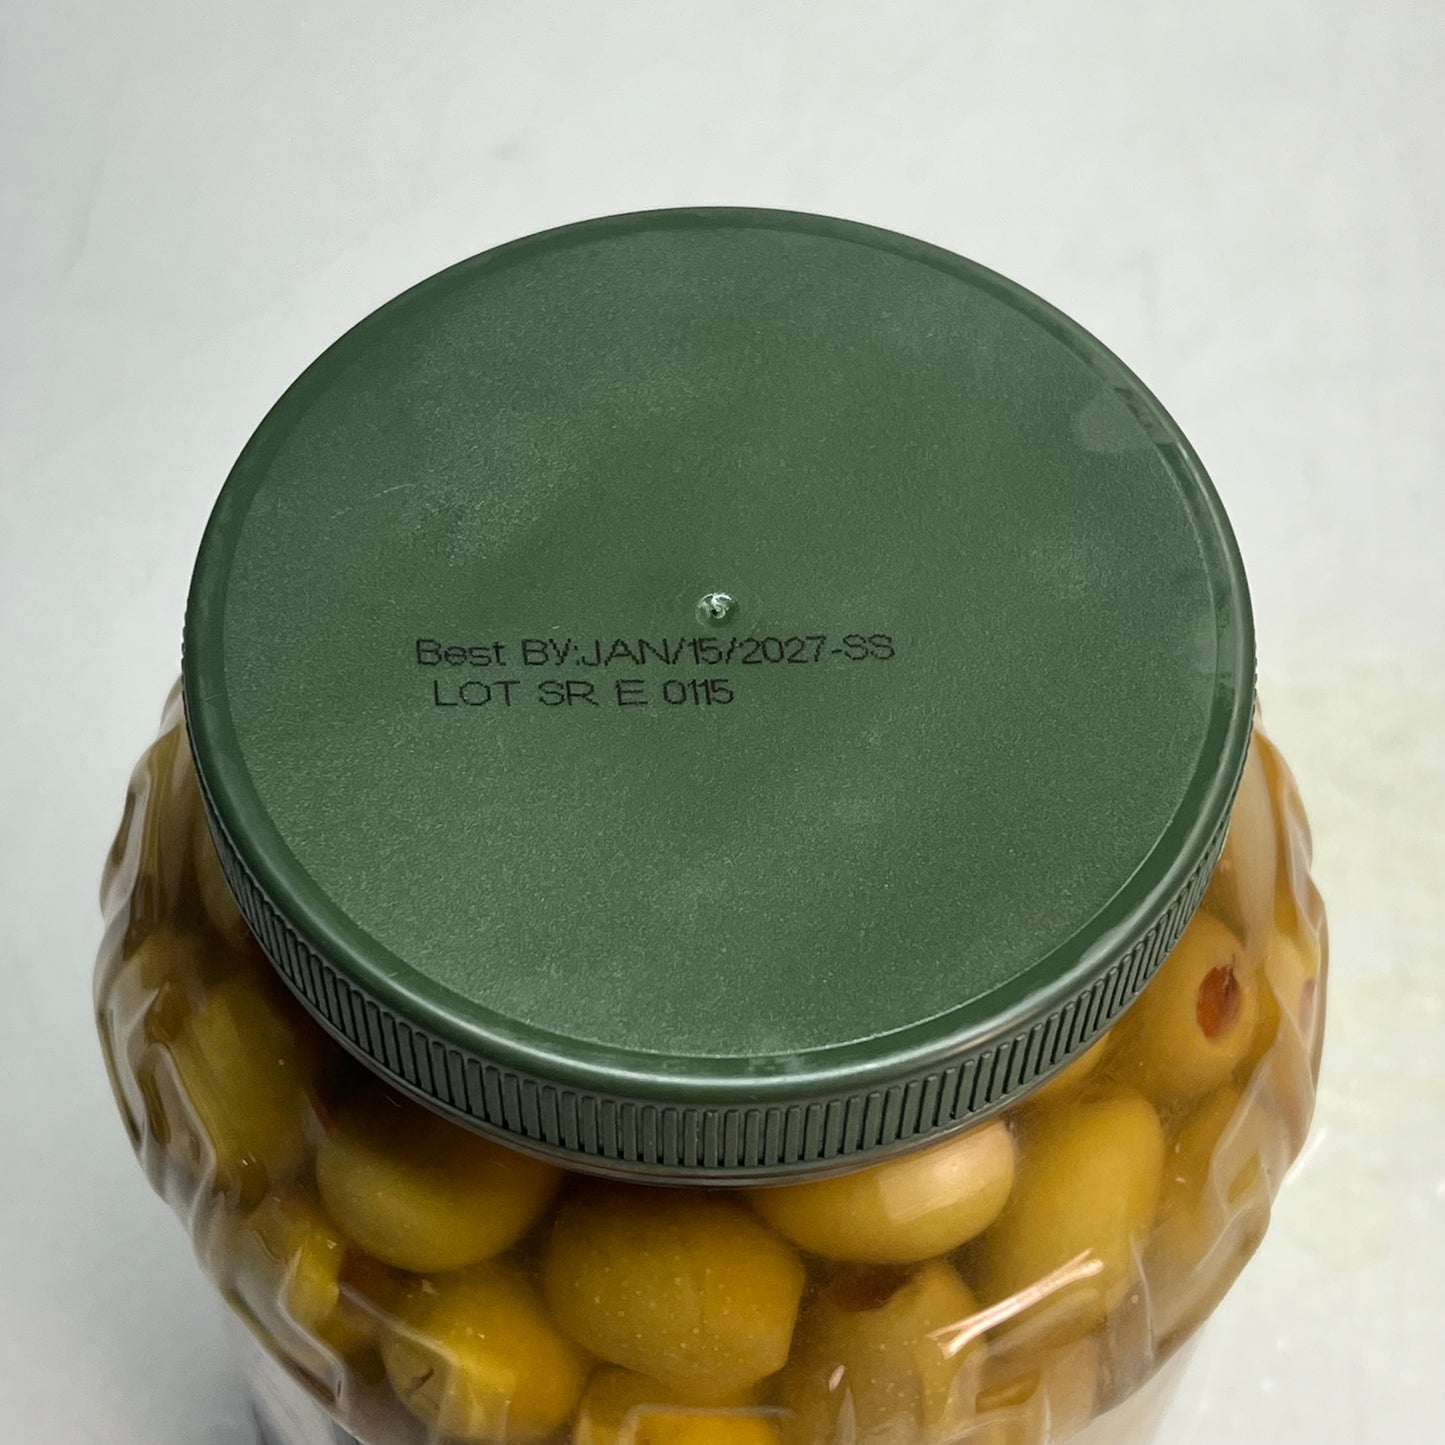 Best BY:JAN/15/2027-SS
LOT SR E 0115